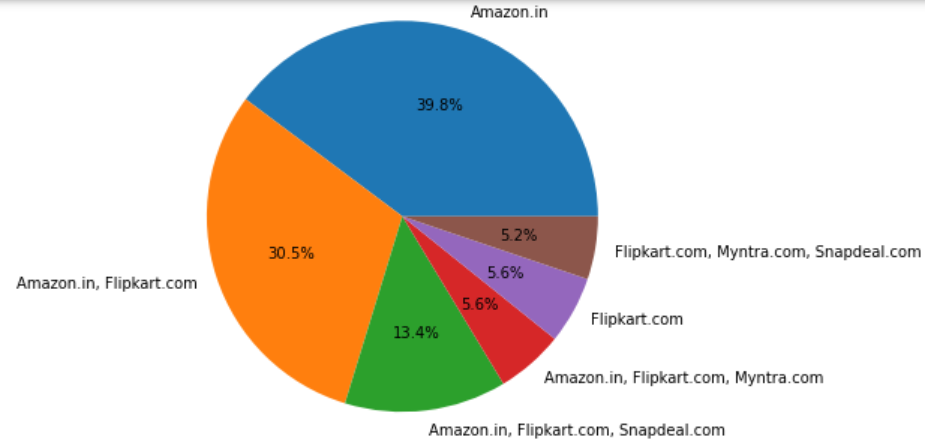 Amazon.in
39.8%
30.5%
Amazon.in, Flipkart.com
13.4%
Amazon.in, Flipkart.com, Snapdeal.com
5.6%
Amazon.in, Flipkart.com, Myntra.com
5.6%
Flipkart.com
5.2%
Flipkart.com, Myntra.com, Snapdeal.com